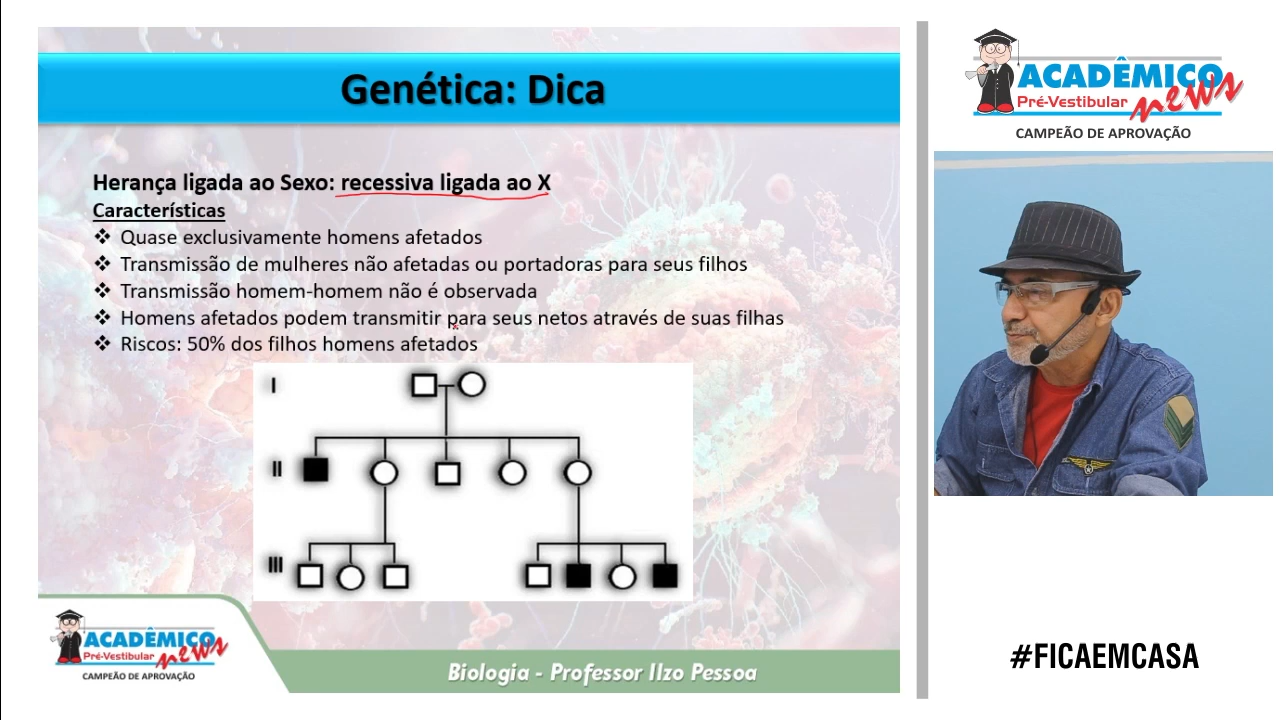 Genética: Dica
Herança ligada ao Sexo: recessiva ligada ao X
Características
❖ Quase exclusivamente homens afetados
❖ Transmissão de mulheres não afetadas ou portadoras para seus filhos
❖ Transmissão homem-homem não é observada
❖ Homens afetados podem transmitir para seus netos através de suas filhas
❖ Riscos: 50% dos filhos homens afetados
I
II
III
ACADÊMICO
Pré-Vestibular news
CAMPEÃO DE APROVAÇÃO
Biologia - Professor Ilzo Pessoa
ACADÊMICO
Pré-Vestibular news
CAMPEÃO DE APROVAÇÃO
#FICAEMCASA